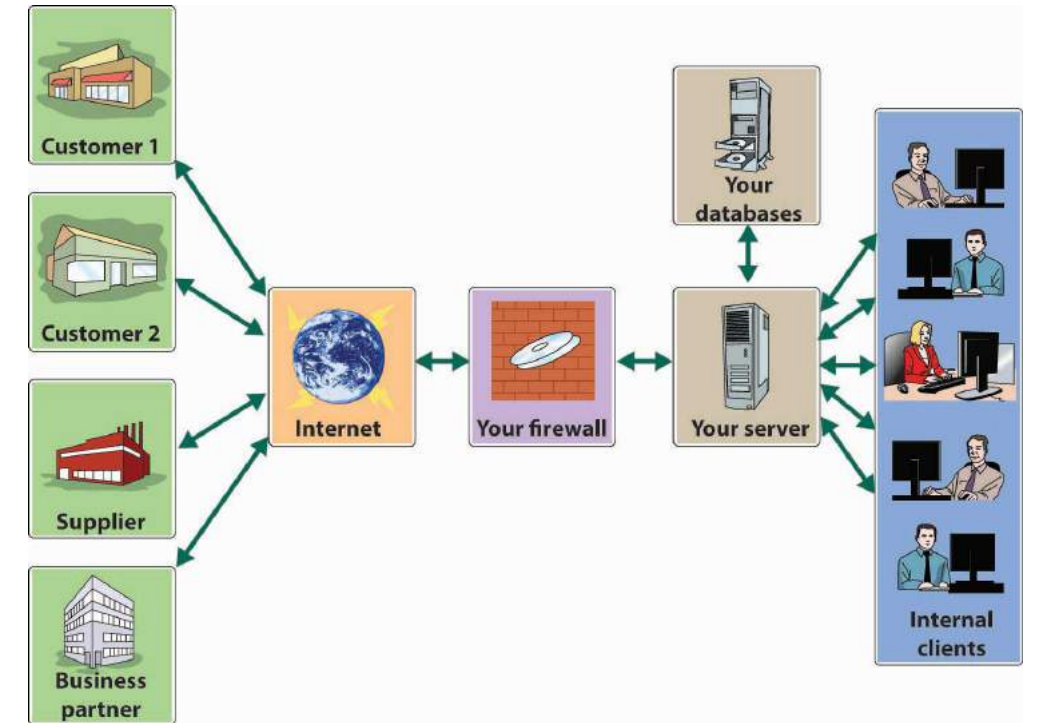 Customer 1
Customer 2
Supplier
Business
partner
Internet
Your firewall
Your
databases
Your server
Internal
clients